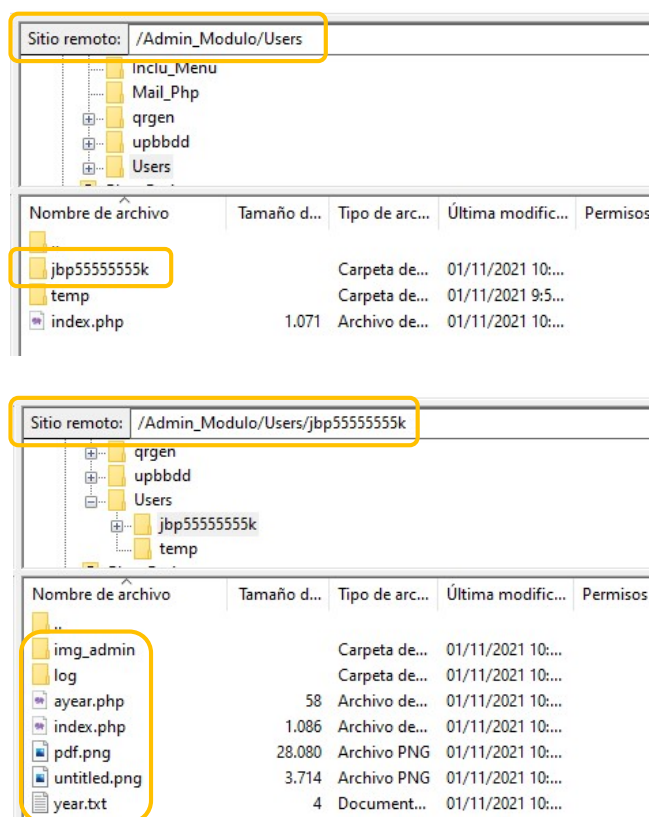 Sitio remoto: /Admin_Modulo/Users
Inclu_Menu
Mail_Php
qrgen
upbbdd
Users
Nombre de archivo Tamaño d... Tipo de arc... Última modific... Permisos
..
jbp55555555k Carpeta de... 01/11/2021 10:...
temp Carpeta de... 01/11/2021 9:5...
index.php 1.071 Archivo de... 01/11/2021 10:...
Sitio remoto: /Admin_Modulo/Users/jbp55555555k
qrgen
upbbdd
Users
jbp55555555k
temp
Nombre de archivo Tamaño d... Tipo de arc... Última modific... Permisos
..
img_admin Carpeta de... 01/11/2021 10:...
log Carpeta de... 01/11/2021 10:...
ayear.php 58 Archivo de... 01/11/2021 10:...
index.php 1.086 Archivo de... 01/11/2021 10:...
pdf.png 28.080 Archivo PNG 01/11/2021 10:...
untitled.png 3.714 Archivo PNG 01/11/2021 10:...
year.txt 4 Document... 01/11/2021 10:...